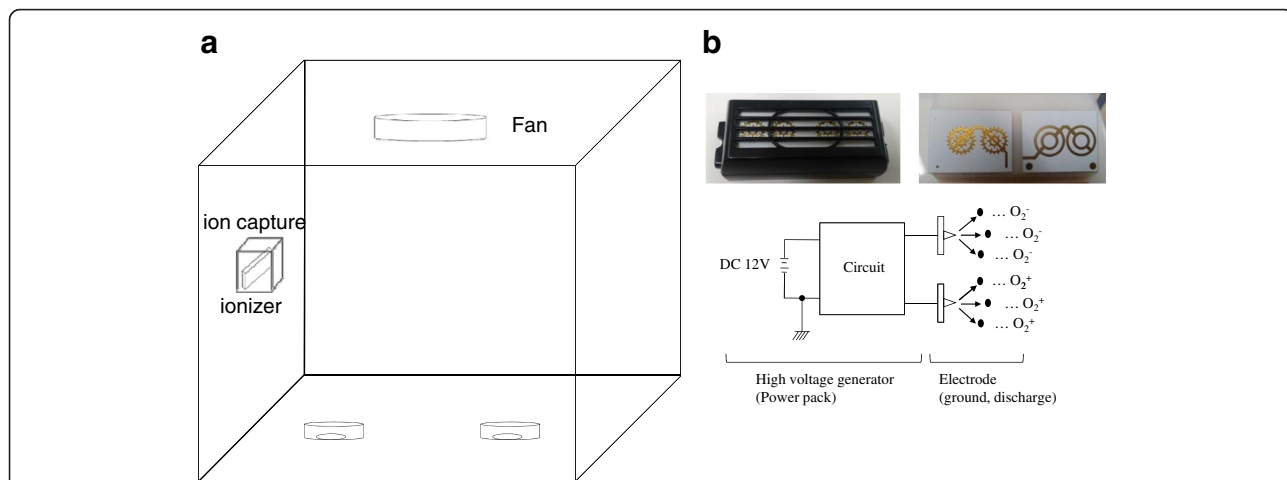 a
Fan
ion capture
ionizer
b
DC 12V
Circuit
... O₂⁻
... O₂⁻
... O₂⁻
... O₂⁺
... O₂⁺
... O₂⁺
High voltage generator
(Power pack)
Electrode
(ground, discharge)